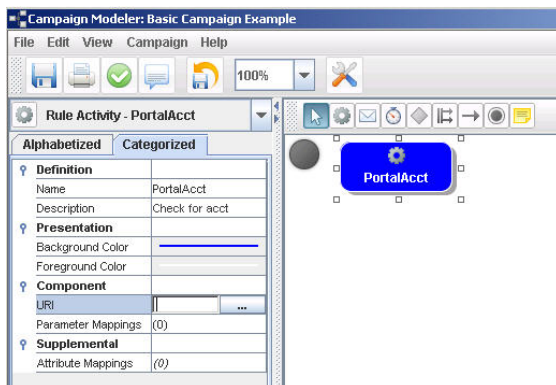 Campaign Modeler: Basic Campaign Example
File Edit View Campaign Help
100%
Rule Activity - PortalAcct
Alphabetized Categorized
Definition
Name PortalAcct
Description Check for acct
Presentation
Background Color
Foreground Color
Component
URI ...
Parameter Mappings (0)
Supplemental
Attribute Mappings (0)
PortalAcct